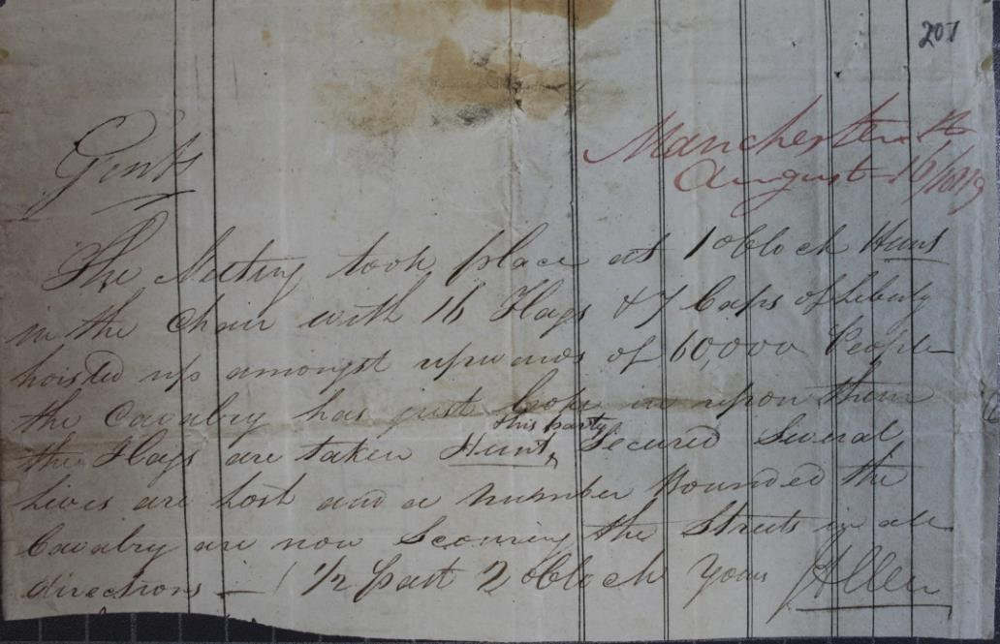 207
Manchester
August 16/1819
Gents
The Meeting took place at 1 oClock Hunt
in the Chair with 16 Flags & 7 Caps of Liberty
hoisted up amongst upwards of 60,000 People
the Cavalry has just in upon them
this party
the Flags are taken Hunt, Secured Several
Lives are Lost and a number Wounded the
Cavalry are now Scouring the Streets in all
directions — 1/2 past 2 oClock Yours Allen